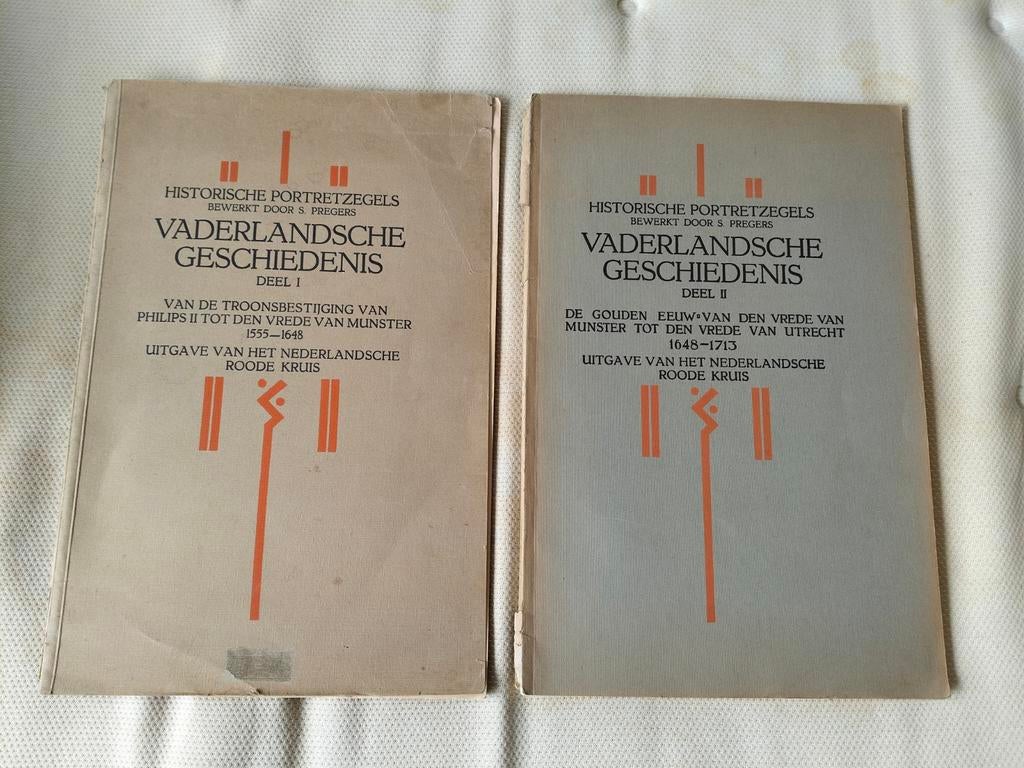 HISTORISCHE PORTRETZEGELS
BEWERKT DOOR S. PREGERS
VADERLANDSCHE
GESCHIEDENIS
DEEL I
VAN DE TROONSBESTIJGING VAN
PHILIPS II TOT DEN VREDE VAN MUNSTER
1555—1648
UITGAVE VAN HET NEDERLANDSCHE
ROODE KRUIS
HISTORISCHE PORTRETZEGELS
BEWERKT DOOR S. PREGERS
VADERLANDSCHE
GESCHIEDENIS
DEEL II
DE GOUDEN EEUW=VAN DEN VREDE VAN
MUNSTER TOT DEN VREDE VAN UTRECHT
1648—1713
UITGAVE VAN HET NEDERLANDSCHE
ROODE KRUIS